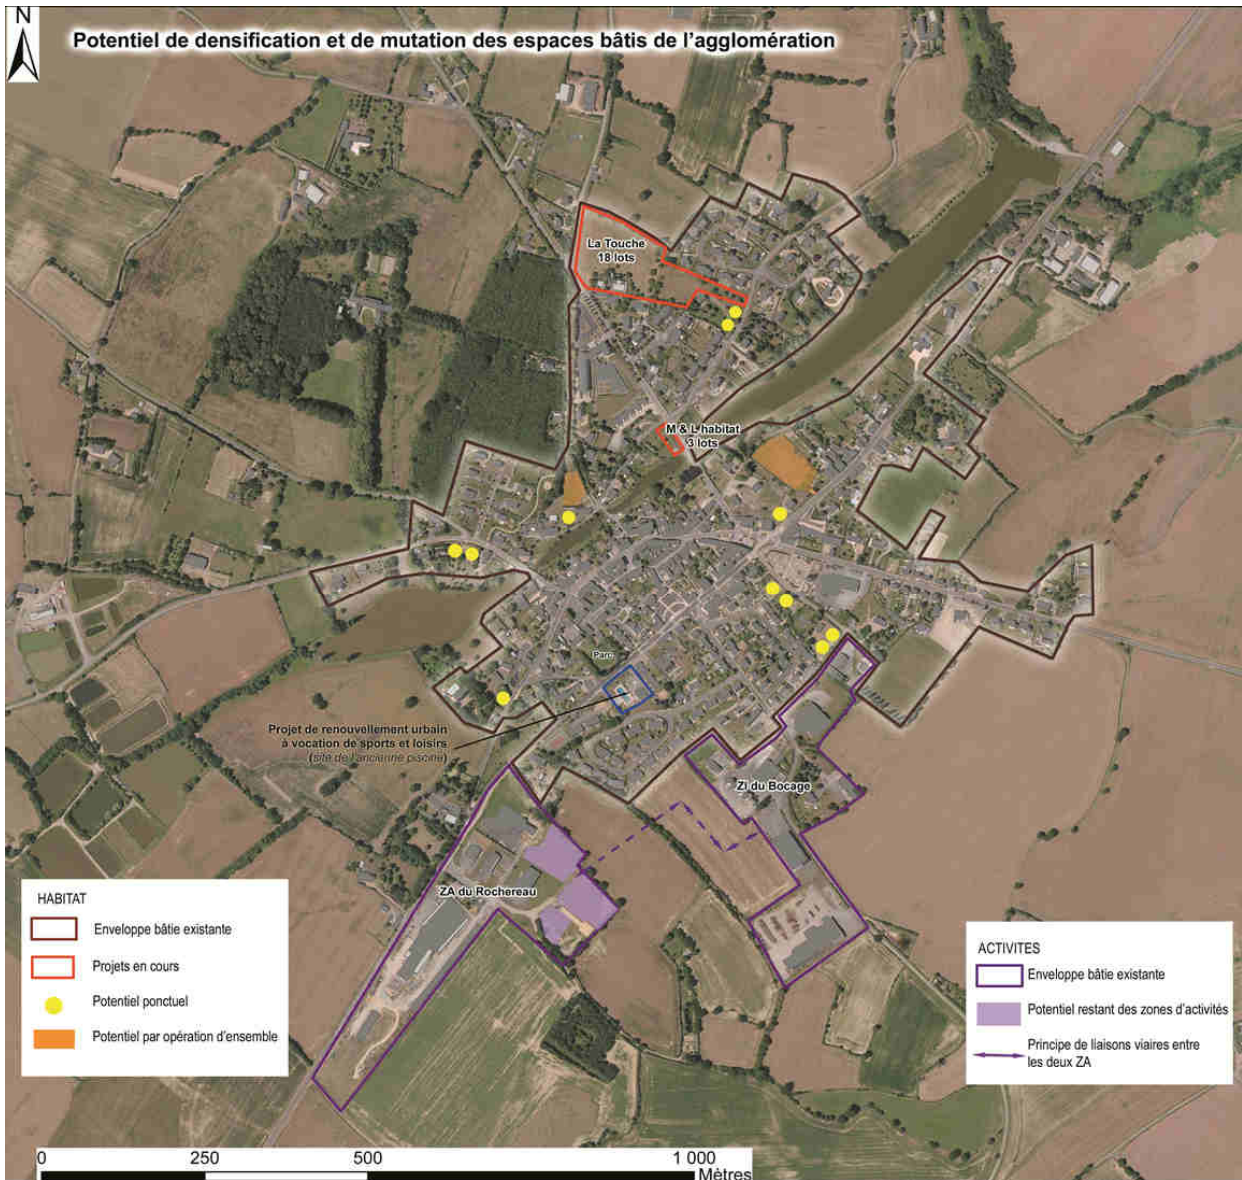 N
Potentiel de densification et de mutation des espaces bâtis de l'agglomération
La Touche
18 lots
M & L habitat
3 lots
Parc
Projet de renouvellement urbain
à vocation de sports et loisirs
(site de l'ancienne piscine)
ZI du Bocage
ZA du Rochereau
HABITAT
Enveloppe bâtie existante
Projets en cours
Potentiel ponctuel
Potentiel par opération d'ensemble
ACTIVITES
Enveloppe bâtie existante
Potentiel restant des zones d'activités
Principe de liaisons viaires entre
les deux ZA
0 250 500 1 000
Mètres